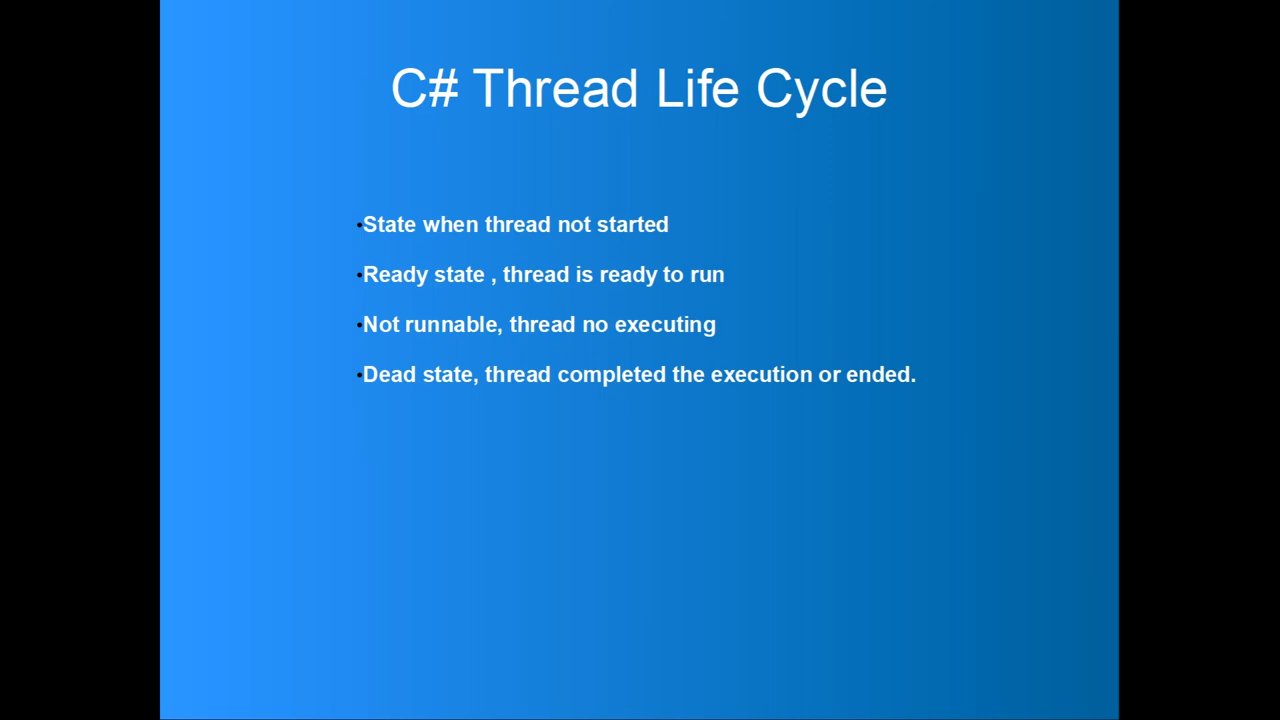 C# Thread Life Cycle
•State when thread not started
•Ready state , thread is ready to run
•Not runnable, thread no executing
•Dead state, thread completed the execution or ended.